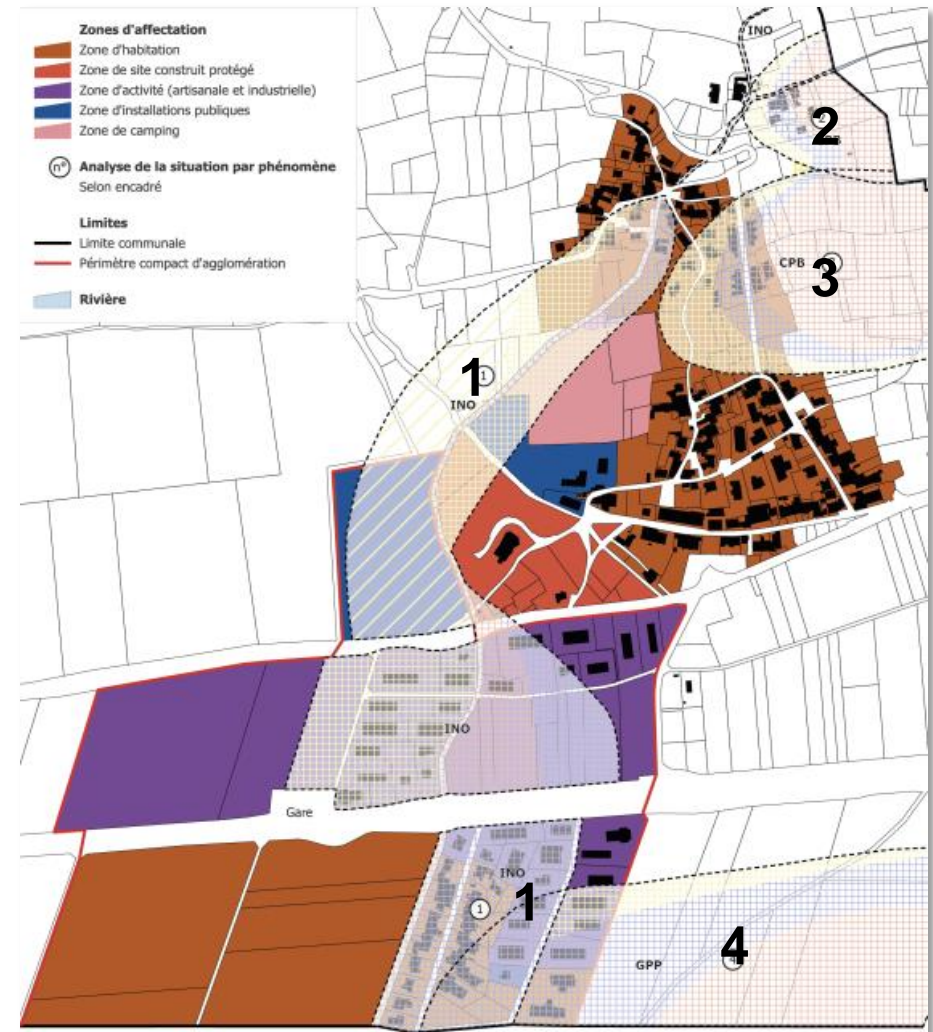 Zones d'affectation
Zone d'habitation
Zone de site construit protégé
Zone d'activité (artisanale et industrielle)
Zone d'installations publiques
Zone de camping
n° Analyse de la situation par phénomène
Selon encadré
Limites
Limite communale
Périmètre compact d'agglomération
Rivière
INO
2
CPB
3
1
1
INO
INO
Gare
INO
1
1
GPP
4